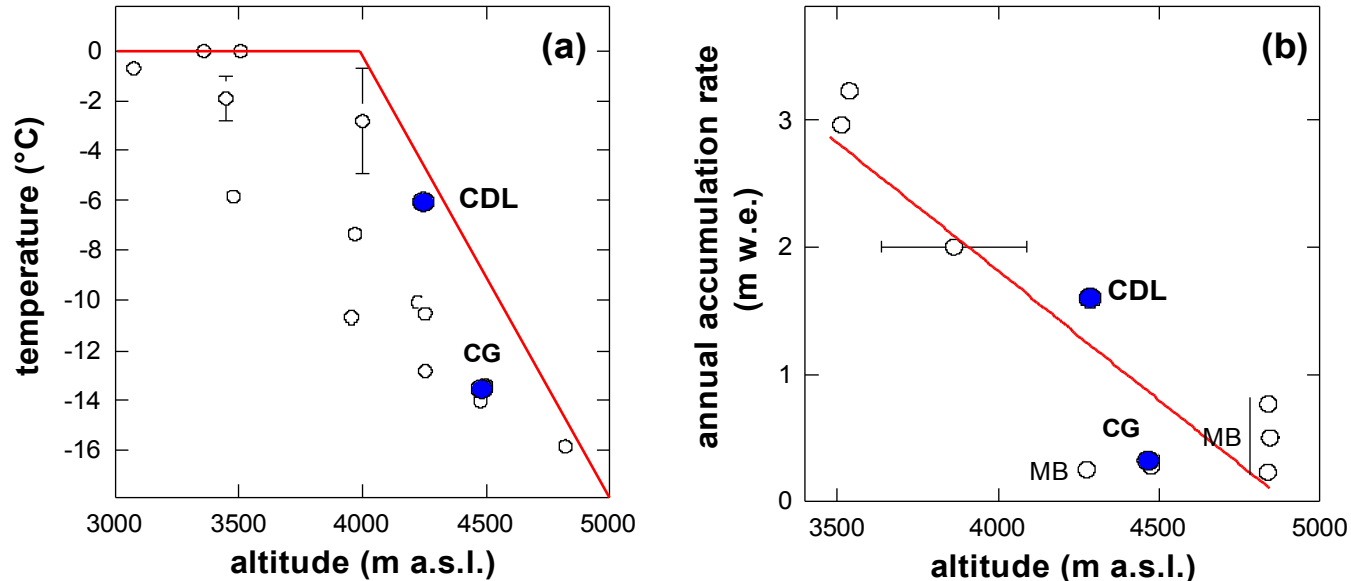 (a)
temperature (°C)
0
-2
-4
-6
-8
-10
-12
-14
-16
CDL
CG
3000 3500 4000 4500 5000
altitude (m a.s.l.)
(b)
annual accumulation rate
(m w.e.)
3
2
1
0
CDL
CG
MB
MB
3500 4000 4500 5000
altitude (m a.s.l.)